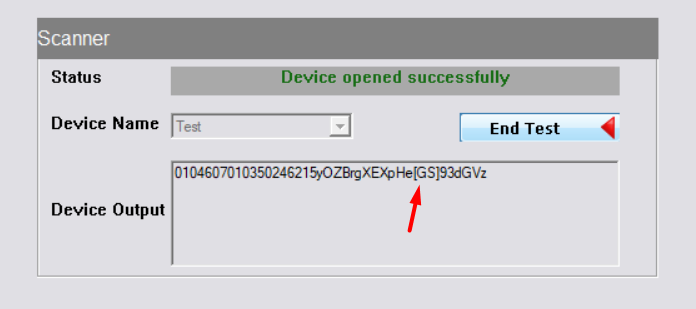 Scanner
Status
Device opened successfully
Device Name
Test
End Test
0104607010350246215yOZBrgXEXpHe[GS]93dGVz
Device Output